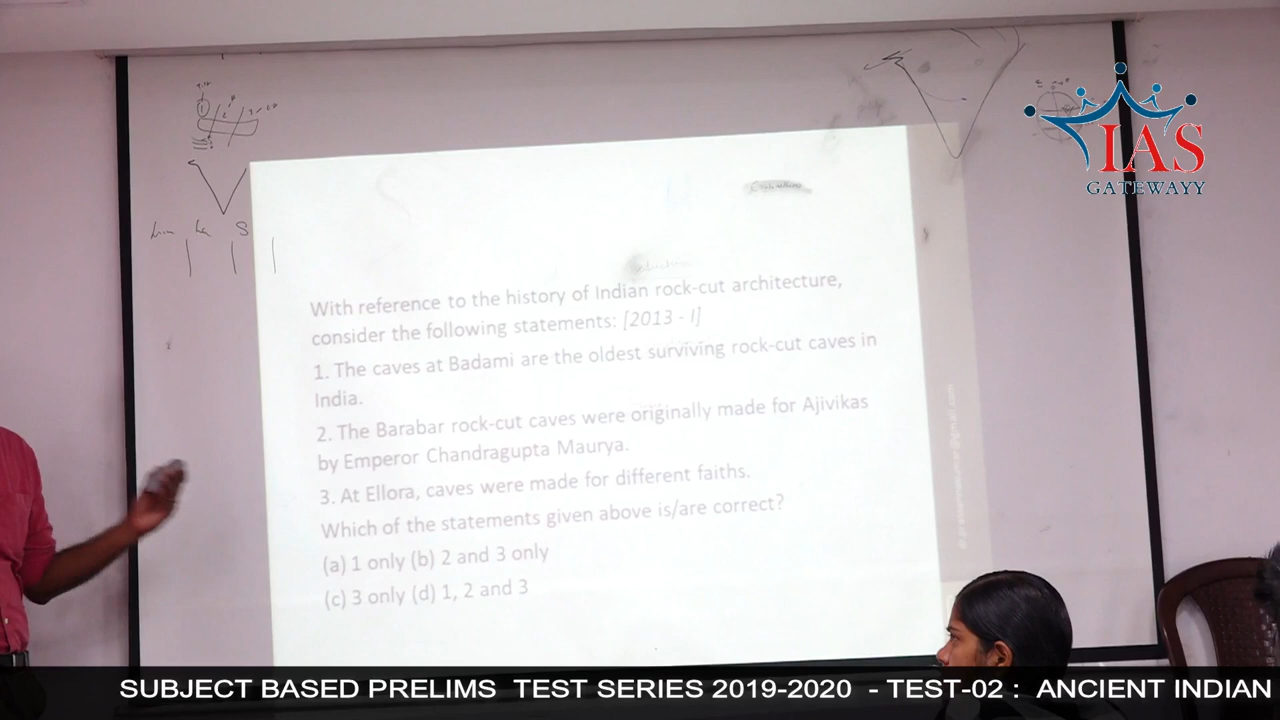 IAS
GATEWAYY
With reference to the history of Indian rock-cut architecture,
consider the following statements: [2013 - I]
1. The caves at Badami are the oldest surviving rock-cut caves in
India.
2. The Barabar rock-cut caves were originally made for Ajivikas
by Emperor Chandragupta Maurya.
3. At Ellora, caves were made for different faiths.
Which of the statements given above is/are correct?
(a) 1 only (b) 2 and 3 only
(c) 3 only (d) 1, 2 and 3
SUBJECT BASED PRELIMS TEST SERIES 2019-2020 - TEST-02 : ANCIENT INDIAN